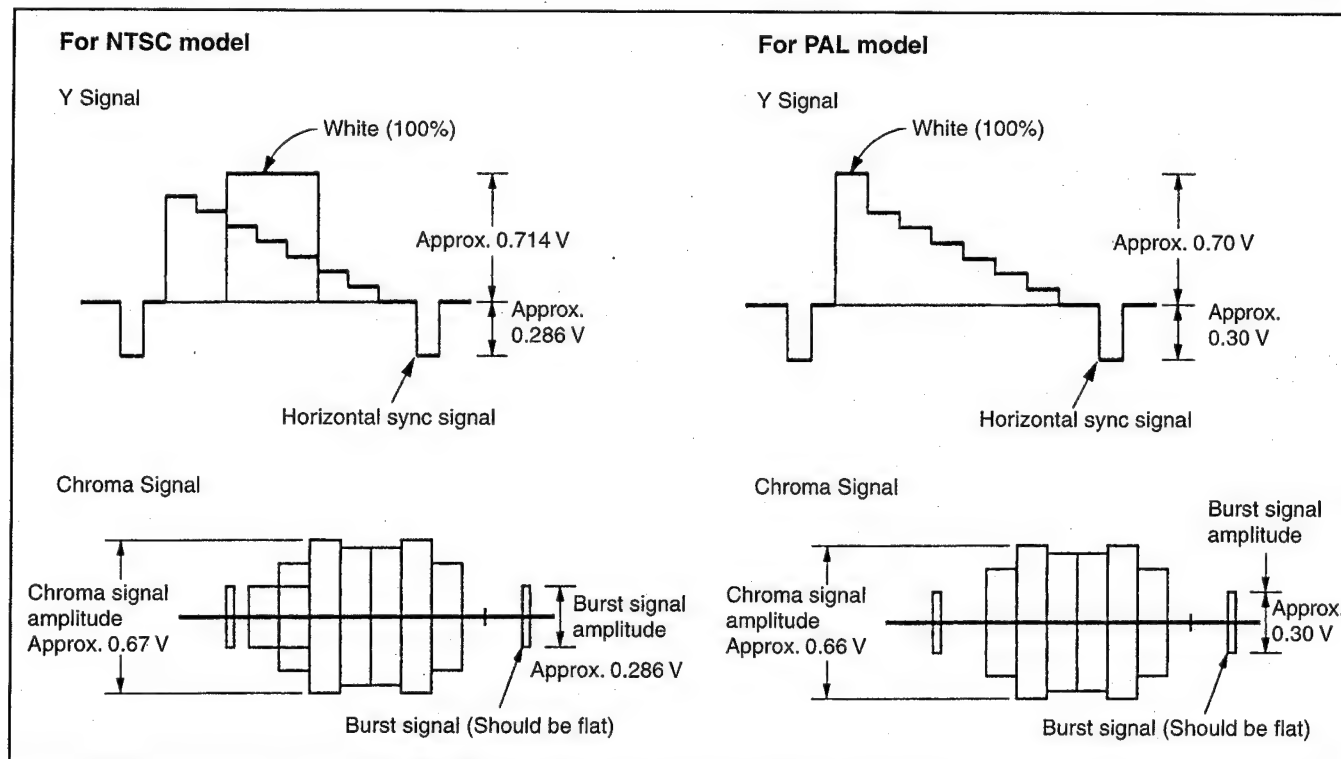 For NTSC model
Y Signal
White (100%)
Approx. 0.714 V
Approx.
0.286 V
Horizontal sync signal
Chroma Signal
Chroma signal
amplitude
Approx. 0.67 V
Burst signal
amplitude
Approx. 0.286 V
Burst signal (Should be flat)
For PAL model
Y Signal
White (100%)
Approx. 0.70 V
Approx.
0.30 V
Horizontal sync signal
Chroma Signal
Burst signal
amplitude
Chroma signal
amplitude
Approx. 0.66 V
Approx.
0.30 V
Burst signal (Should be flat)